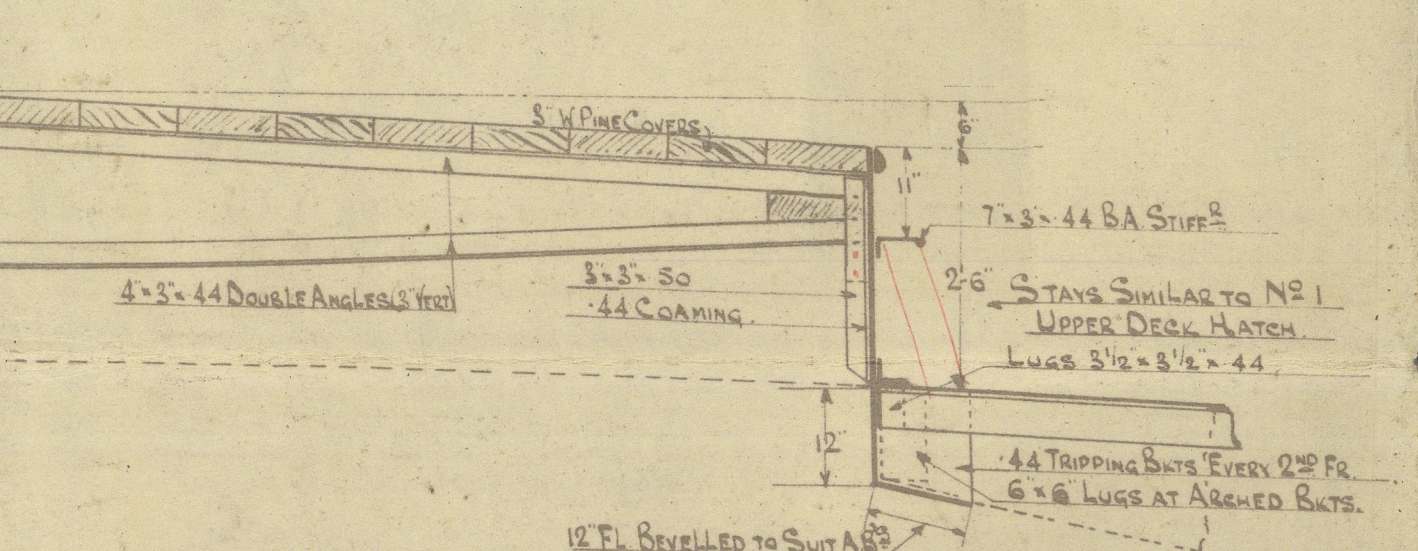 3" W PINE COVERS
6"
11"
7"×3"×·44 B.A. STIFFR
4"×3"×·44 DOUBLE ANGLES (3" VERT)
3"×3"×·50
·44 COAMING.
2'-6"
STAYS SIMILAR TO No 1
UPPER DECK HATCH.
LUGS 3½"×3½"×·44
12"
·44 TRIPPING BKTS EVERY 2ND FR.
6"×6" LUGS AT ARCHED BKTS.
12" FL. BEVELLED TO SUIT